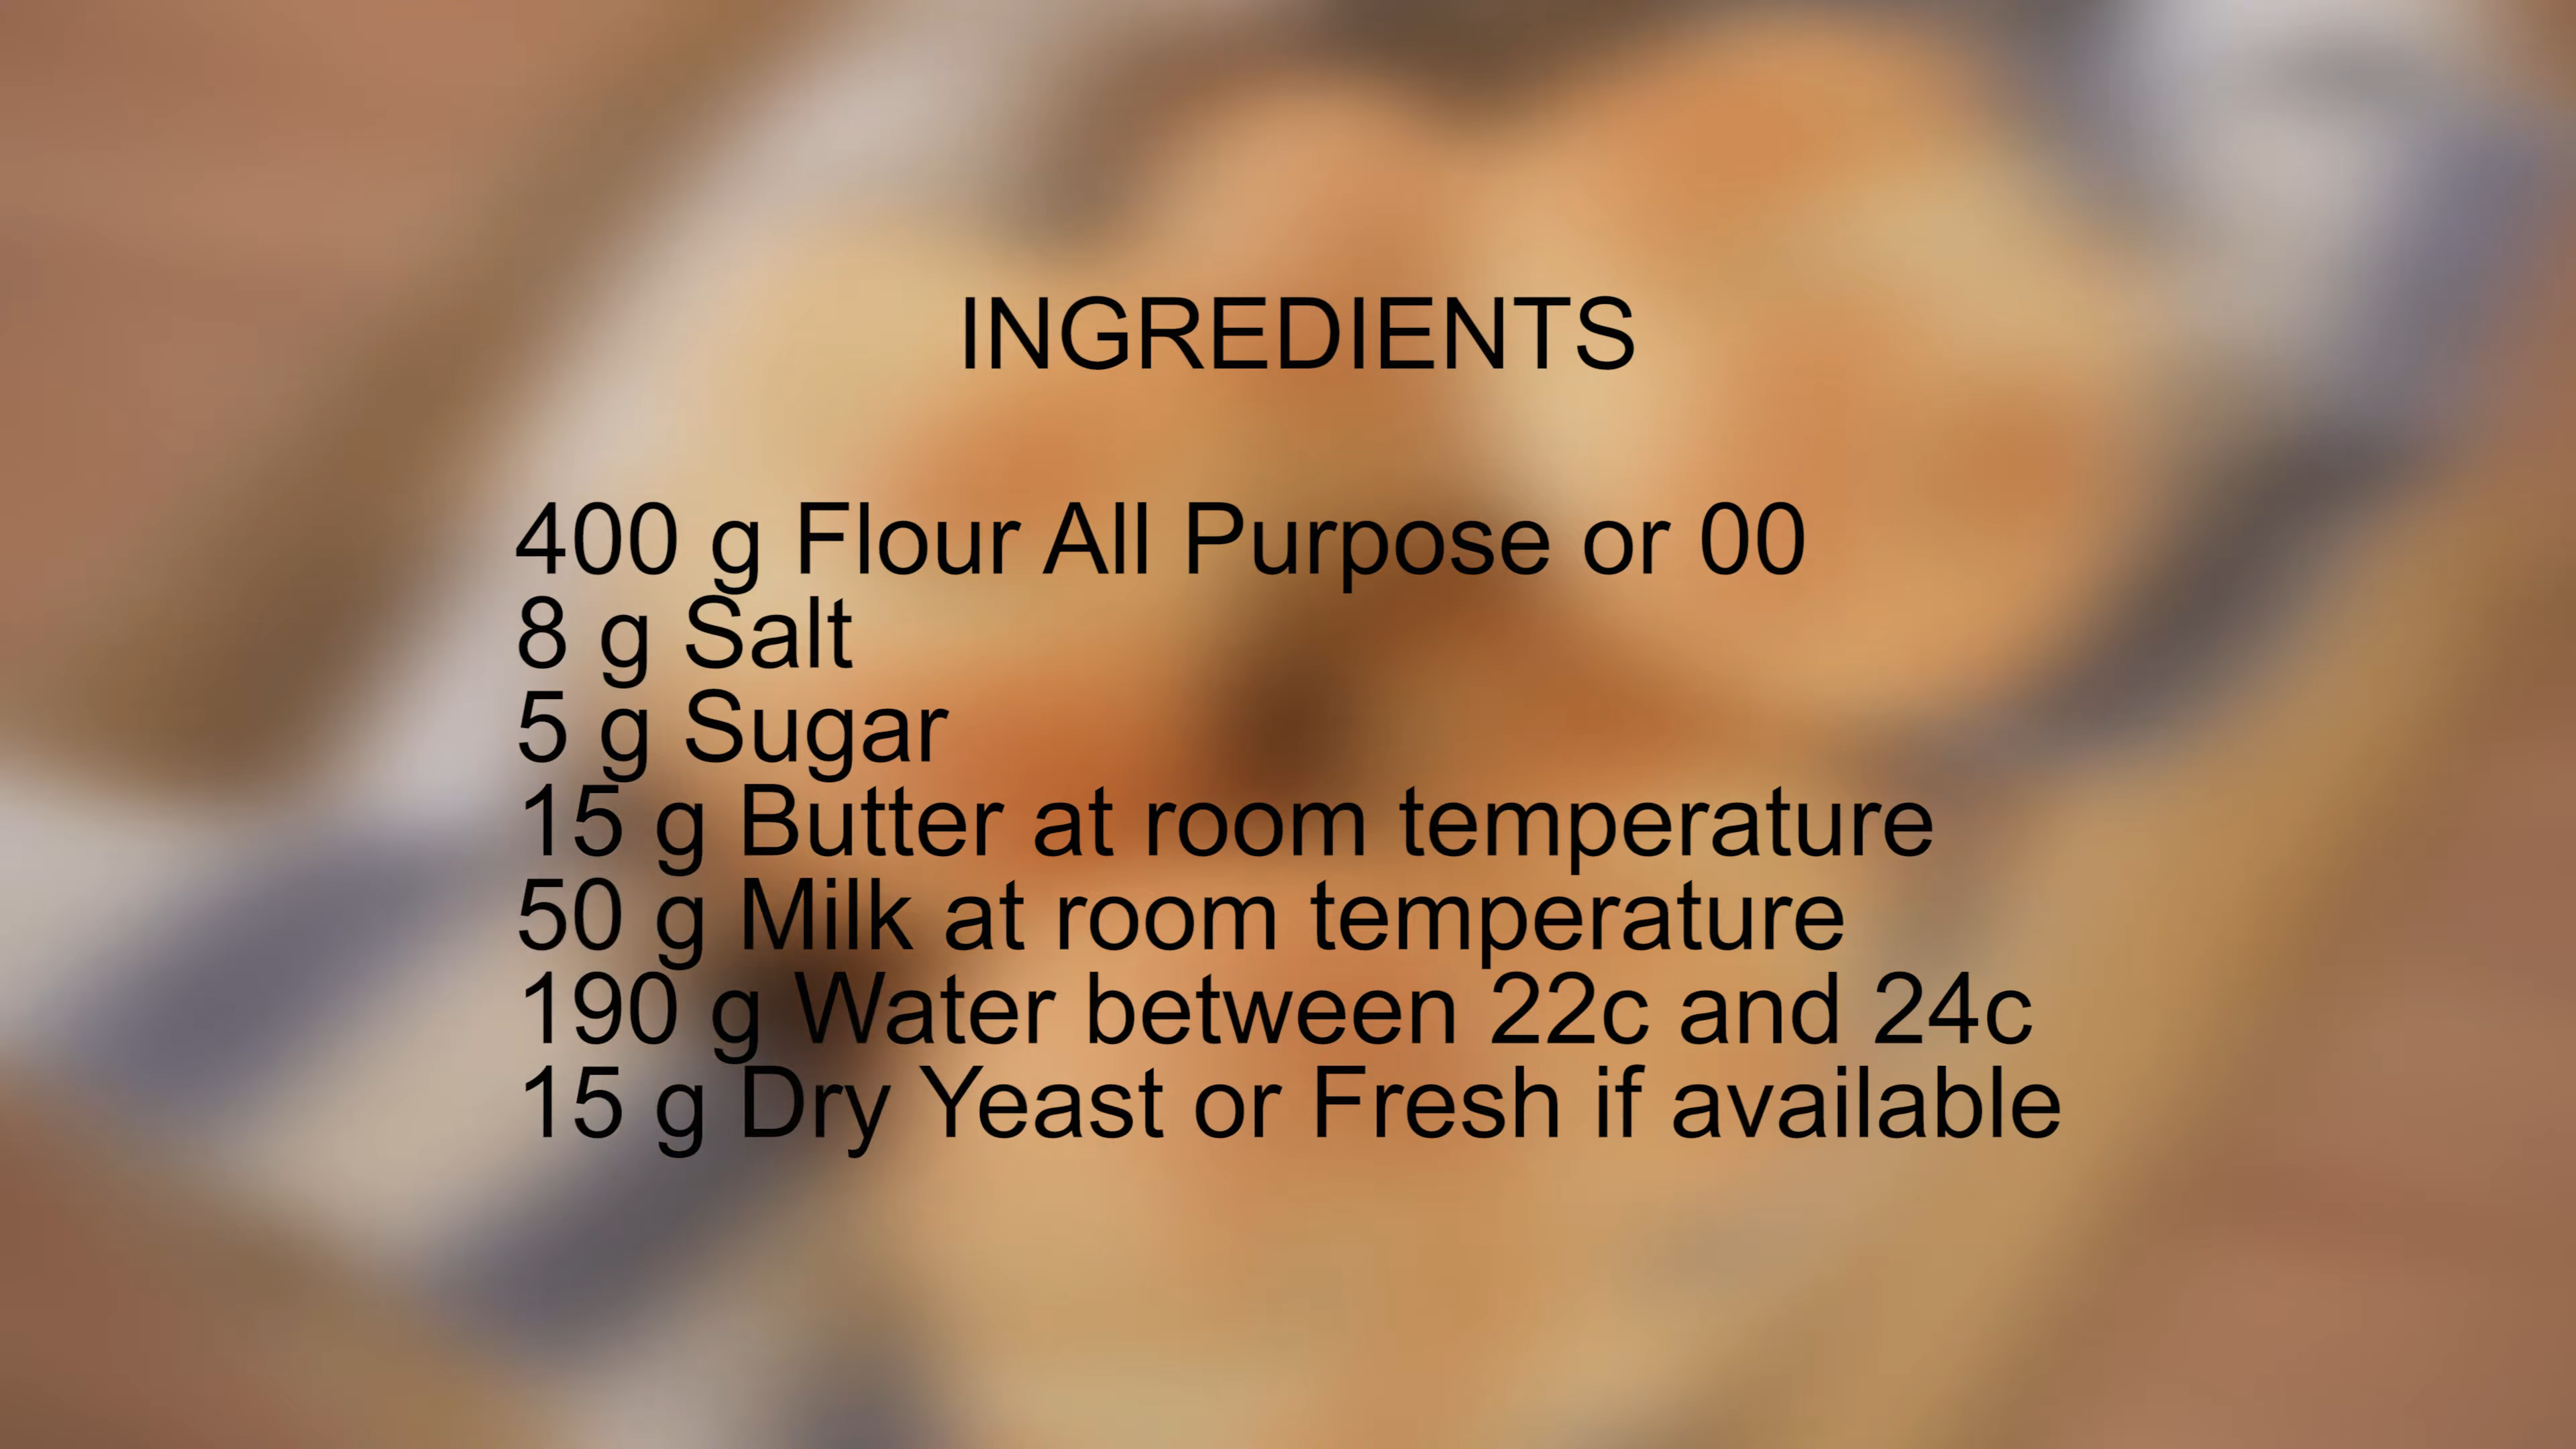 INGREDIENTS
400 g Flour All Purpose or 00
8 g Salt
5 g Sugar
15 g Butter at room temperature
50 g Milk at room temperature
190 g Water between 22c and 24c
15 g Dry Yeast or Fresh if available